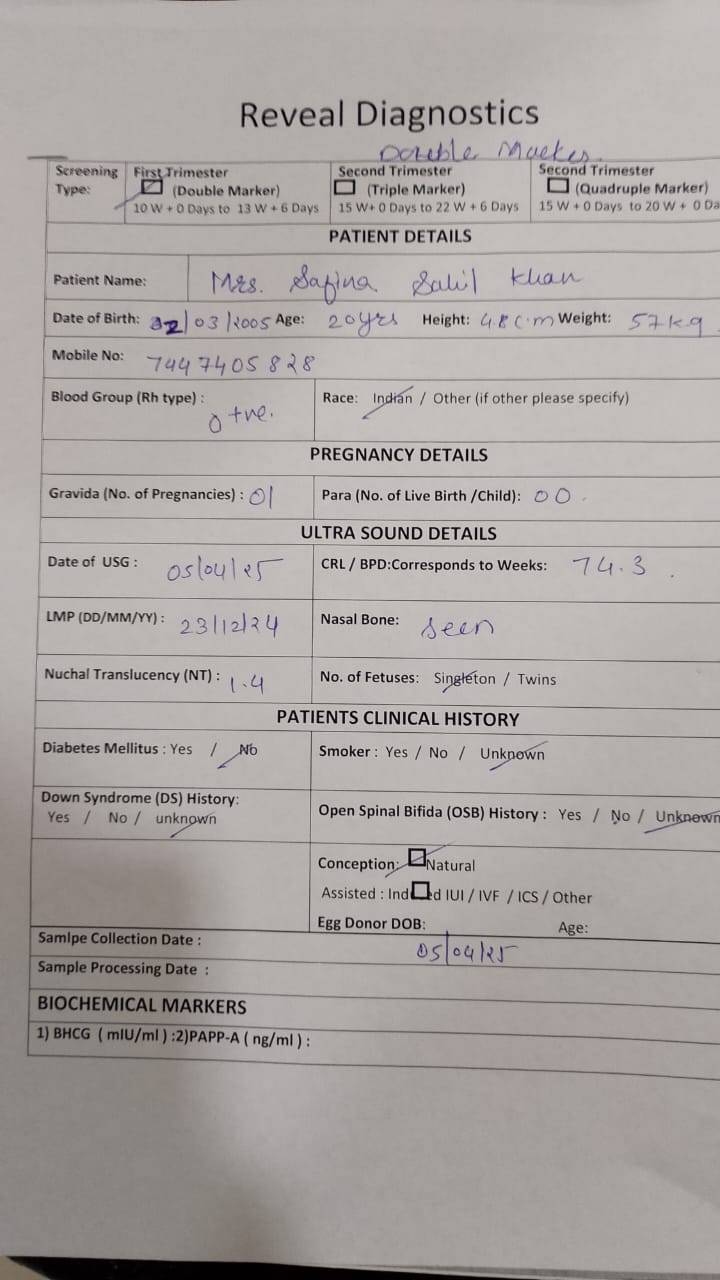 Reveal Diagnostics
Double Marker
Screening Type:
First Trimester
(Double Marker)
10 W + 0 Days to 13 W + 6 Days
Second Trimester
(Triple Marker)
15 W+ 0 Days to 22 W + 6 Days
Second Trimester
(Quadruple Marker)
15 W + 0 Days to 20 W + 0 Da
PATIENT DETAILS
Patient Name: Mrs. Safina Salil Khan
Date of Birth: /03/2005 Age: 20yrs Height: 48 cm Weight: 57kg
Mobile No: 7447405828
Blood Group (Rh type) : O +ve.
Race: Indian / Other (if other please specify)
PREGNANCY DETAILS
Gravida (No. of Pregnancies) : 01 Para (No. of Live Birth /Child): 00.
ULTRA SOUND DETAILS
Date of USG : 05/04/25 CRL / BPD:Corresponds to Weeks: 74.3
LMP (DD/MM/YY) : 23/12/24 Nasal Bone: seen
Nuchal Translucency (NT) : 1.4 No. of Fetuses: Singleton / Twins
PATIENTS CLINICAL HISTORY
Diabetes Mellitus : Yes / No Smoker : Yes / No / Unknown
Down Syndrome (DS) History:
Yes / No / unknown
Open Spinal Bifida (OSB) History : Yes / No / Unknown
Conception: Natural
Assisted : Ind d IUI / IVF / ICS / Other
Egg Donor DOB: Age:
Samlpe Collection Date : 05/04/25
Sample Processing Date :
BIOCHEMICAL MARKERS
1) BHCG ( mIU/ml ) :2)PAPP-A ( ng/ml ) :